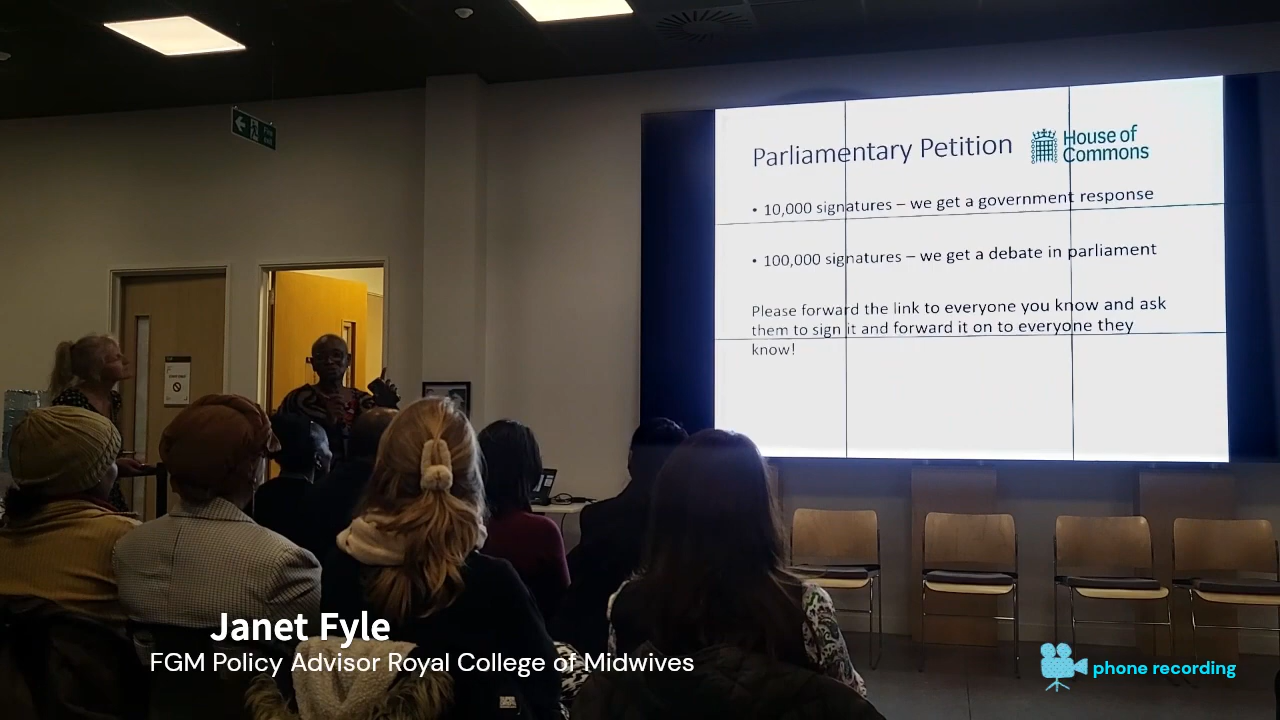 Parliamentary Petition
House of
Commons
• 10,000 signatures – we get a government response
• 100,000 signatures – we get a debate in parliament
Please forward the link to everyone you know and ask
them to sign it and forward it on to everyone they
know!
Janet Fyle
FGM Policy Advisor Royal College of Midwives
phone recording